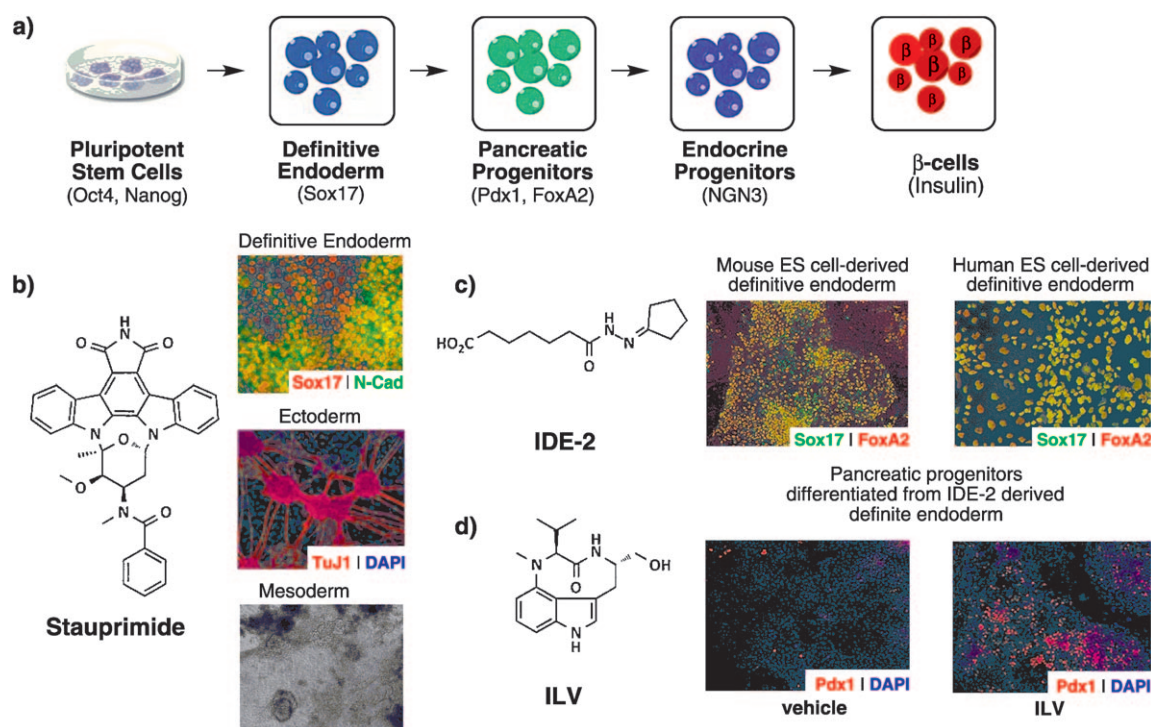 a)
Pluripotent
Stem Cells
(Oct4, Nanog)
Definitive
Endoderm
(Sox17)
Pancreatic
Progenitors
(Pdx1, FoxA2)
Endocrine
Progenitors
(NGN3)
β
β
β
β
β
β
β
β-cells
(Insulin)
b)
H
N
O
O
N
N
O
O
N
O
Stauprimide
Definitive Endoderm
Sox17 | N-Cad
Ectoderm
TuJ1 | DAPI
Mesoderm
c)
HO2C
O
H
N
N
IDE-2
Mouse ES cell-derived
definitive endoderm
Sox17 | FoxA2
Human ES cell-derived
definitive endoderm
Sox17 | FoxA2
d)
N
H
N
O
OH
N
H
ILV
Pancreatic progenitors
differentiated from IDE-2 derived
definite endoderm
Pdx1 | DAPI
vehicle
Pdx1 | DAPI
ILV